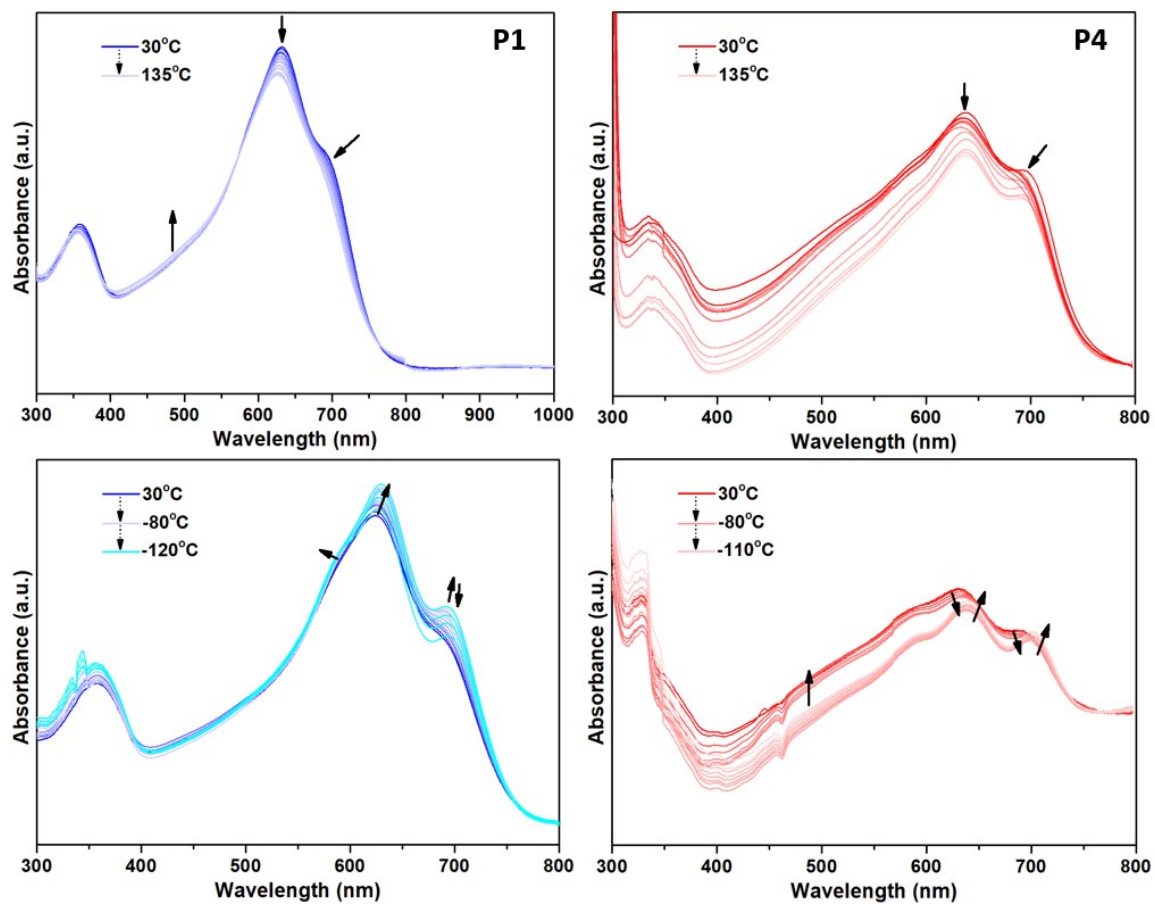 P1
30°C
135°C
Absorbance (a.u.)
300 400 500 600 700 800 900 1000
Wavelength (nm)
P4
30°C
135°C
Absorbance (a.u.)
300 400 500 600 700 800
Wavelength (nm)
30°C
-80°C
-120°C
Absorbance (a.u.)
300 400 500 600 700 800
Wavelength (nm)
30°C
-80°C
-110°C
Absorbance (a.u.)
300 400 500 600 700 800
Wavelength (nm)